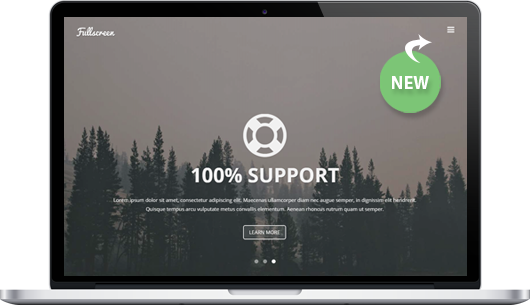 Fullscreen
NEW
100% SUPPORT
Lorem ipsum dolor sit amet, consectetur adipiscing elit. Maecenas ullamcorper diam nec augue semper, in dignissim elit hendrerit.
Quisque tempus arcu vulputate metus convallis elementum. Aenean rhoncus rutrum quam ut semper.
LEARN MORE